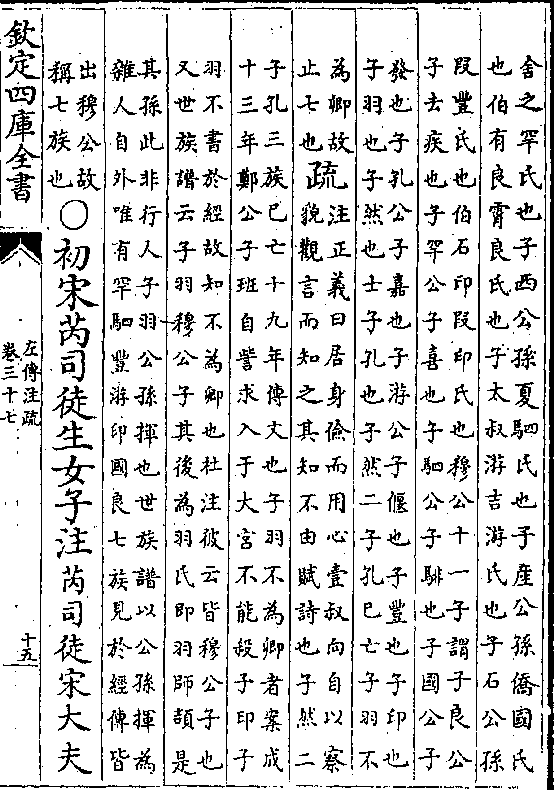 舍之罕氏也子西公孫夏駟氏也子産公孫僑國氏
也伯有良霄良氏也子太叔游吉游氏也子石公孫
段豐氏也伯石印段印氏也穆公十一子謂子良公
子去疾也子罕公子喜也子駟公子騑也子國公子
發也子孔公子嘉也子游公子偃也子豐也子印也
子羽也子然也士子孔也子然二子孔巳亡子羽不
為卿故
止七也
疏
注正義曰居身儉而用心壹叔向自以察
貌觀言而知之其知不由賦詩也子然二
子孔三族巳亡十九年傳文也子羽不為卿者案成
十三年鄭公子班自訾求入于大宫不能殺子印子
羽不書於經故知不為卿也杜注彼云皆穆公子也
又世族譜云子羽穆公子其後為羽氏即羽師頡是
其孫此非行人子羽公孫揮也世族譜以公孫揮為
雜人自外唯有罕駟豐游印國良七族見於經傳皆
出穆公故
稱七族也
○初宋芮司徒生女子注芮司徒宋大夫
欽定四庫全書
左傳注疏
卷三十七
十五